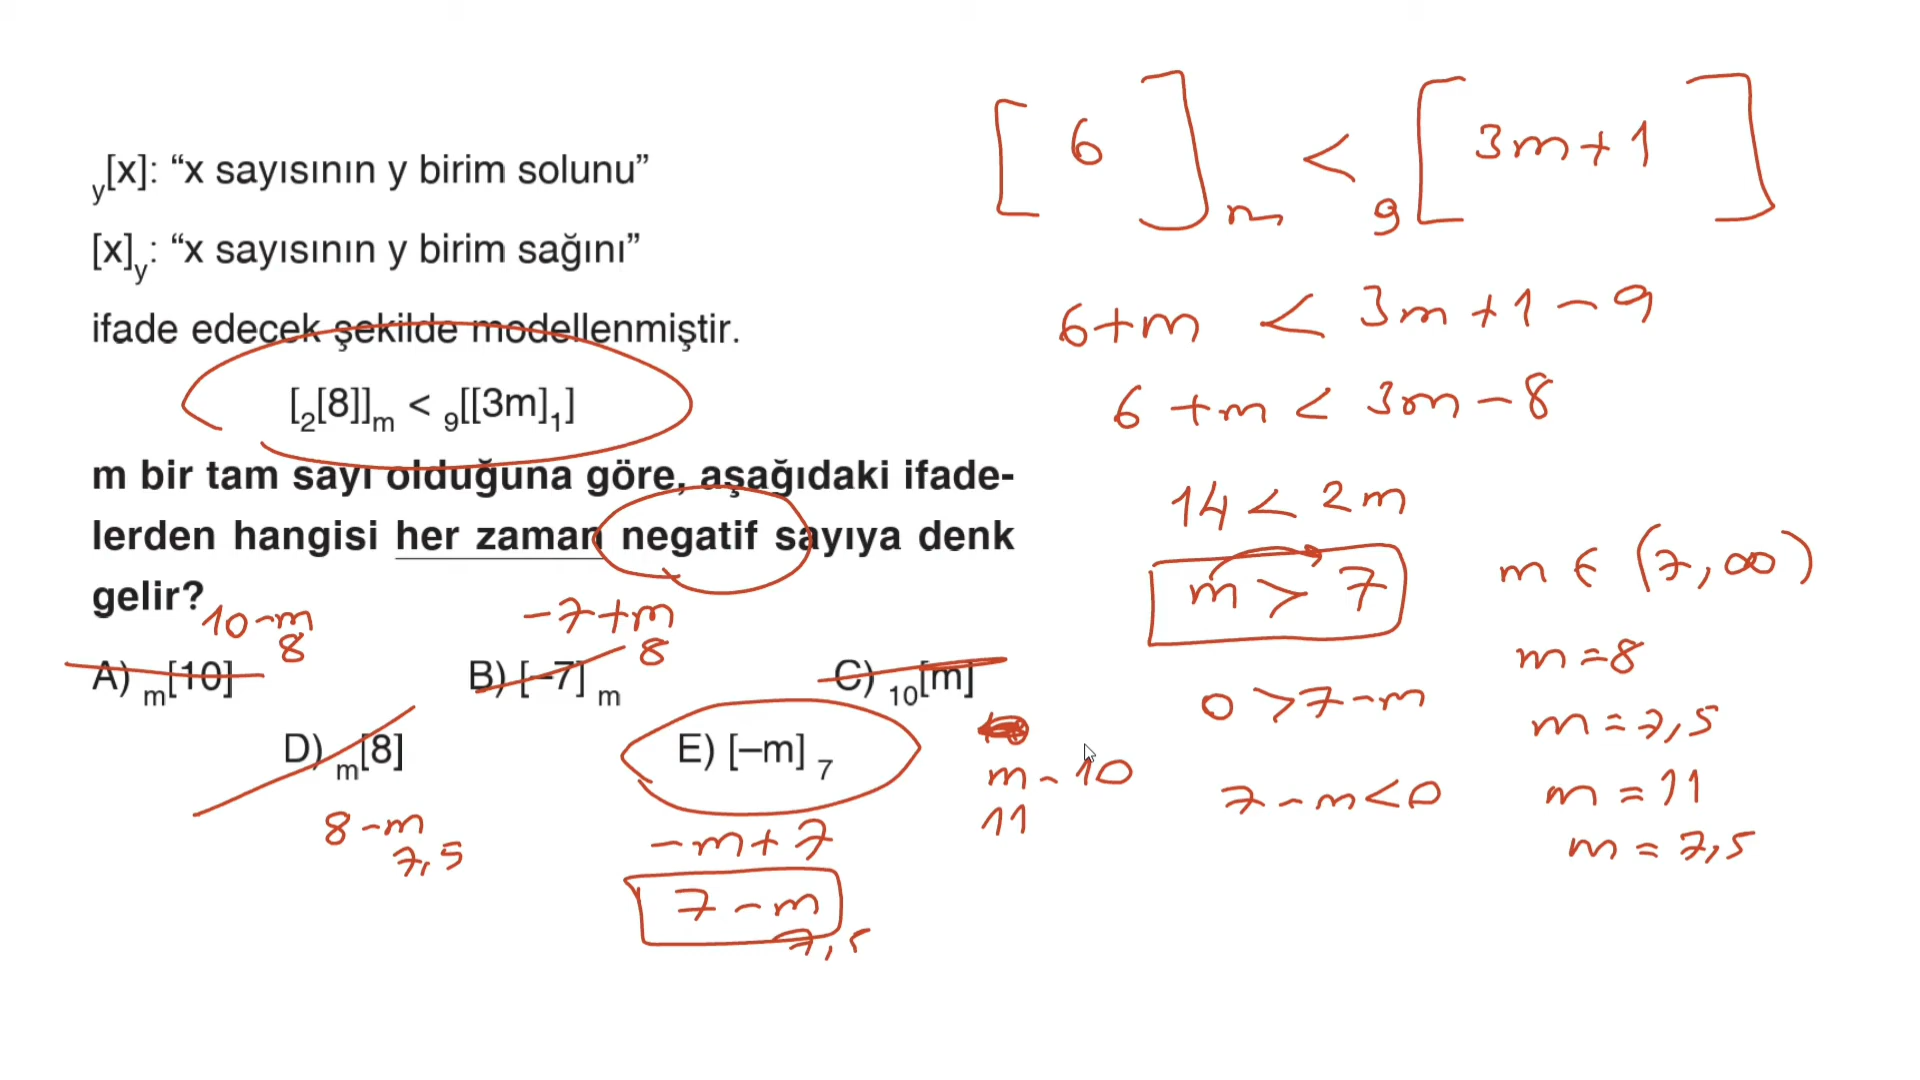 y[x]: “x sayısının y birim solunu”
[x]y: “x sayısının y birim sağını”
ifade edecek şekilde modellenmiştir.
[2[8]]m < 9[[3m]1]
m bir tam sayı olduğuna göre, aşağıdaki ifade-
lerden hangisi her zaman negatif sayıya denk
gelir?
10-m
8
-7+m
8
A) m[10]
B) [–7] m
C) 10[m]
D) m[8]
E) [–m] 7
8-m
7,5
-m+7
7-m
7,5
m-10
11
[6]m < 9[3m+1]
6+m < 3m+1-9
6+m < 3m-8
14 < 2m
m > 7
m ∈ (7, ∞)
0 > 7-m
7-m < 0
m = 8
m = 7,5
m = 11
m = 7,5